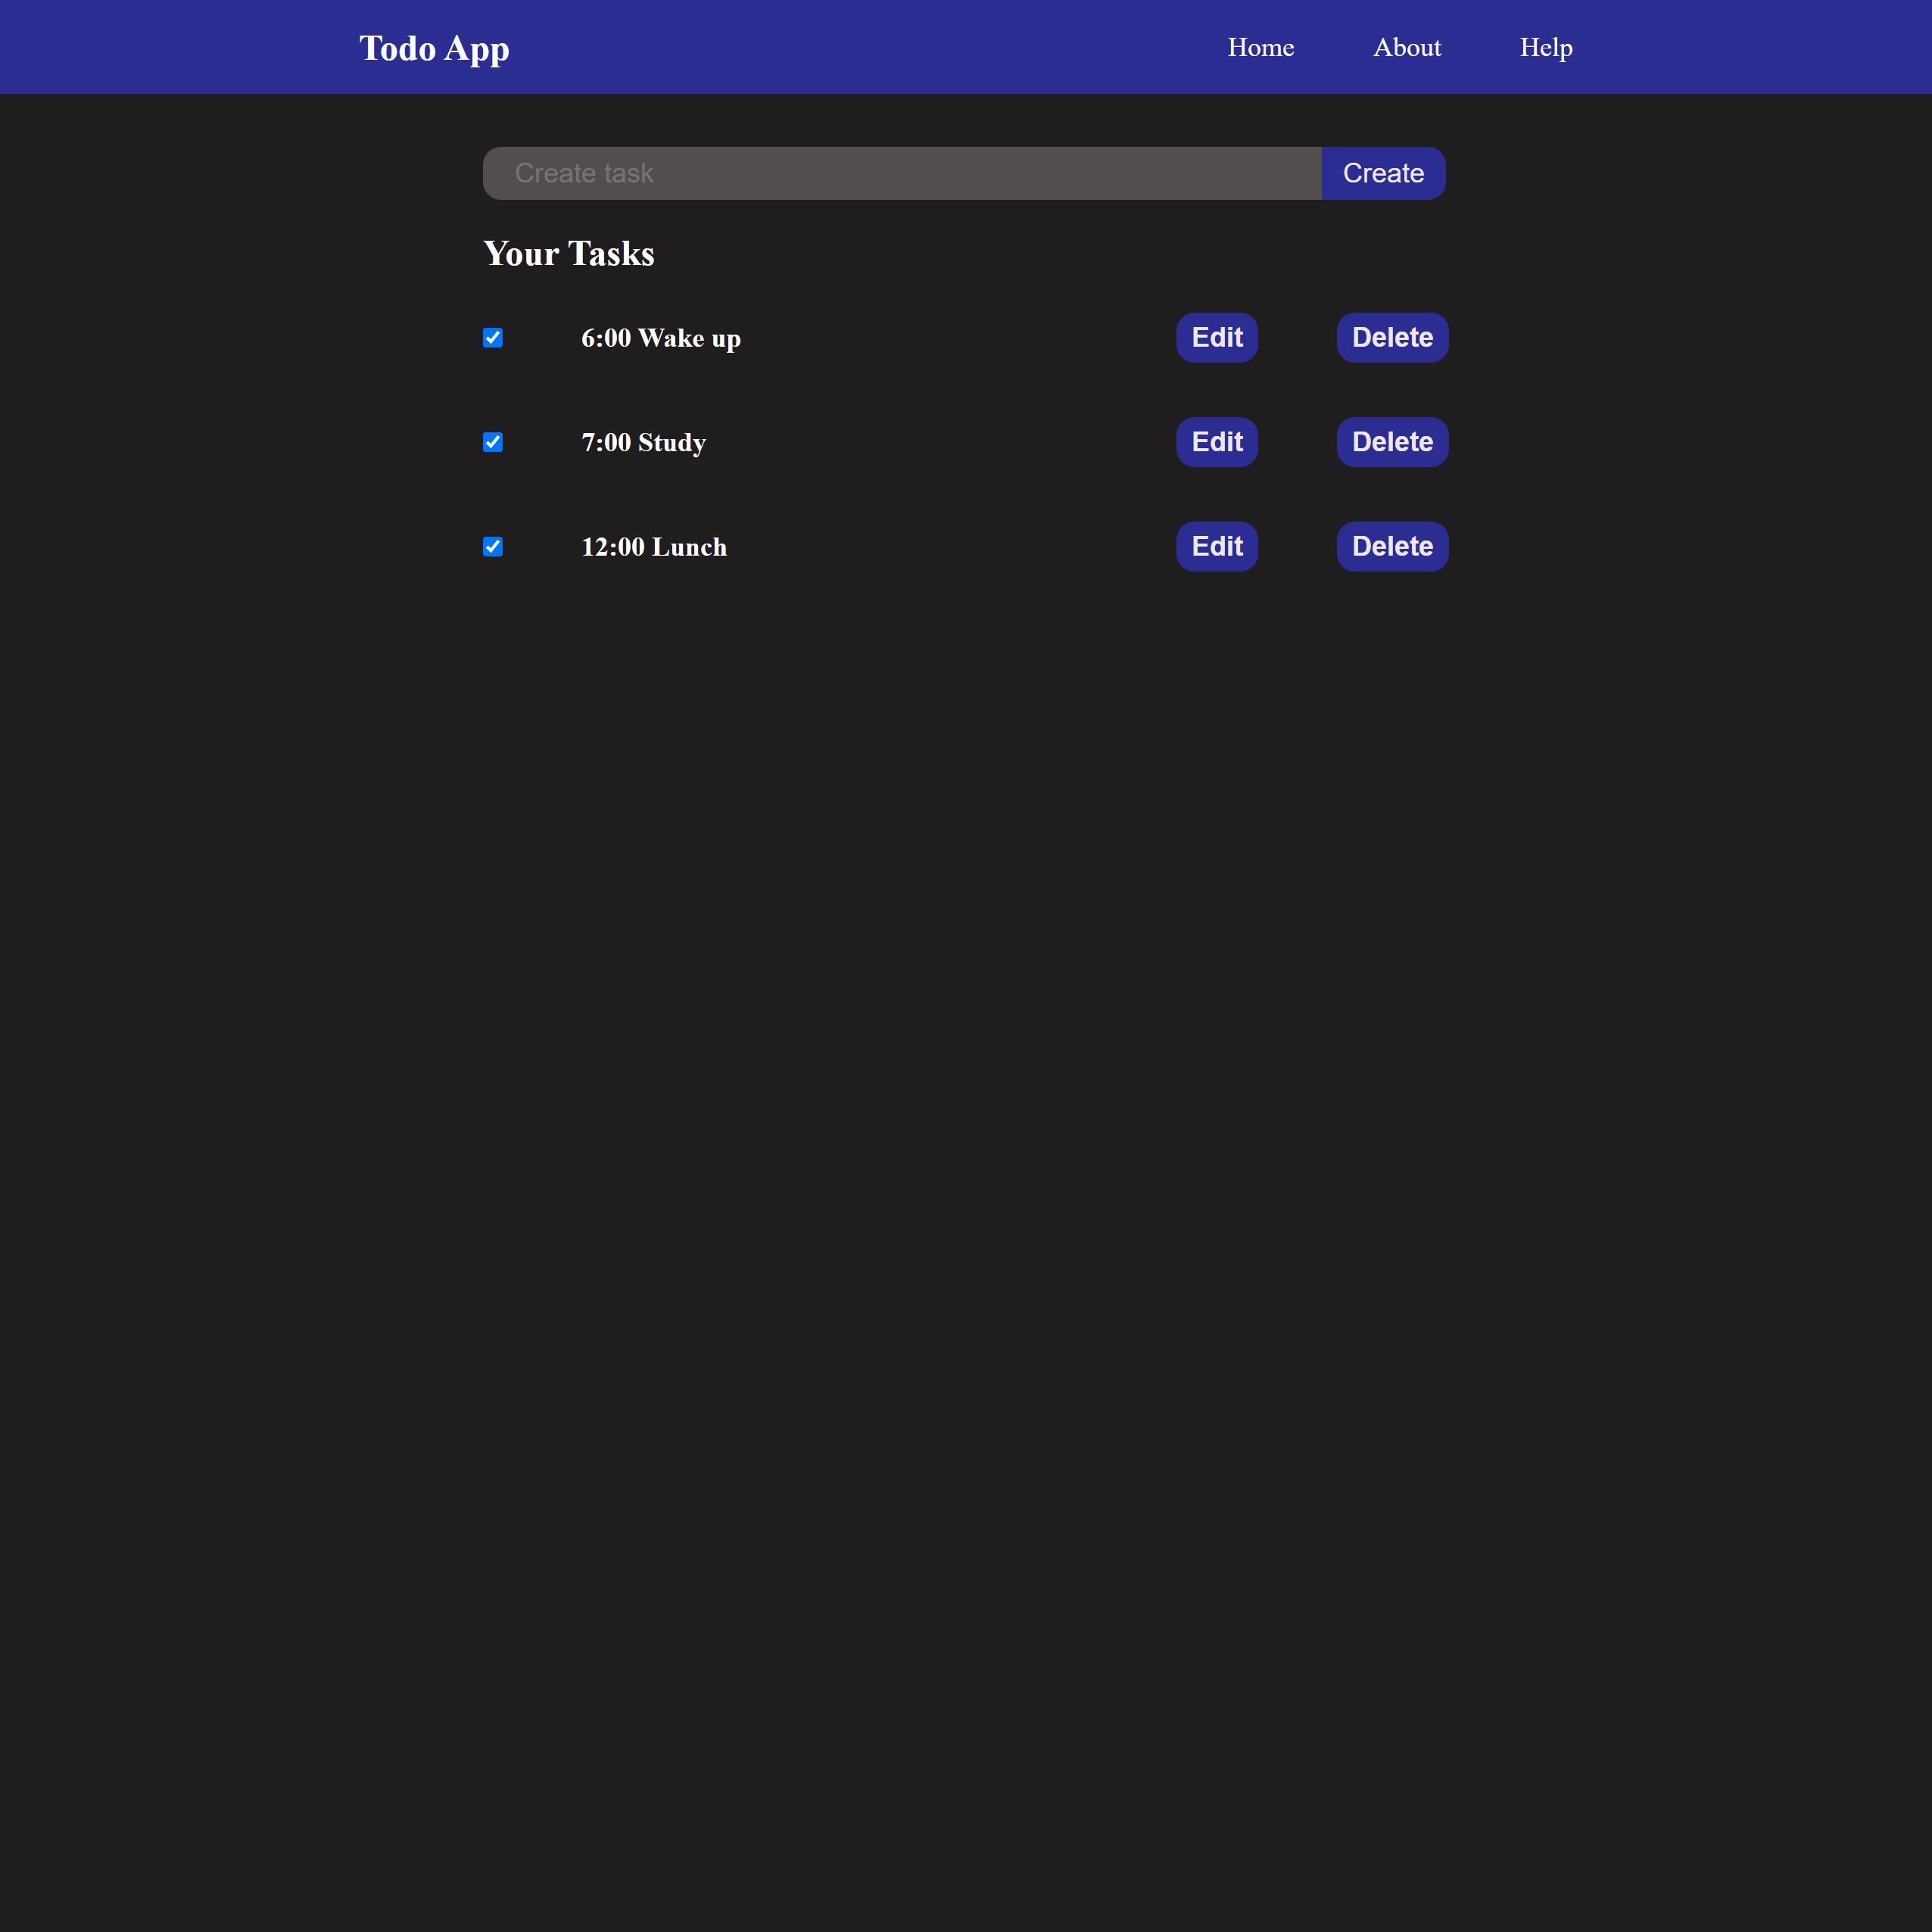 Todo App Home About Help
Create task Create
Your Tasks
6:00 Wake up Edit Delete
7:00 Study Edit Delete
12:00 Lunch Edit Delete